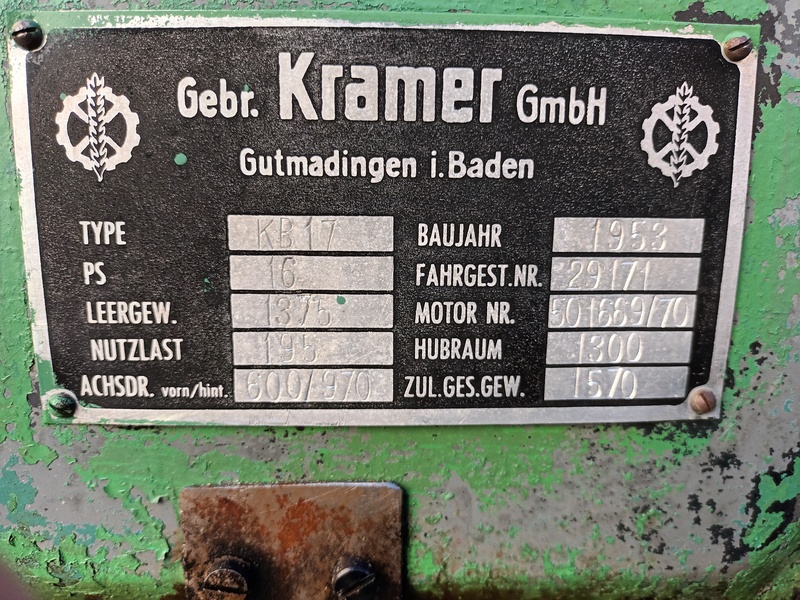 Gebr. Kramer GmbH
Gutmadingen i.Baden
TYPE KB17 BAUJAHR 1953
PS 16 FAHRGEST.NR. 29171
LEERGEW. 1375 MOTOR NR. 501669/70
NUTZLAST 195 HUBRAUM 1300
ACHSDR. vorn/hint. 600/970 ZUL.GES.GEW. 1570